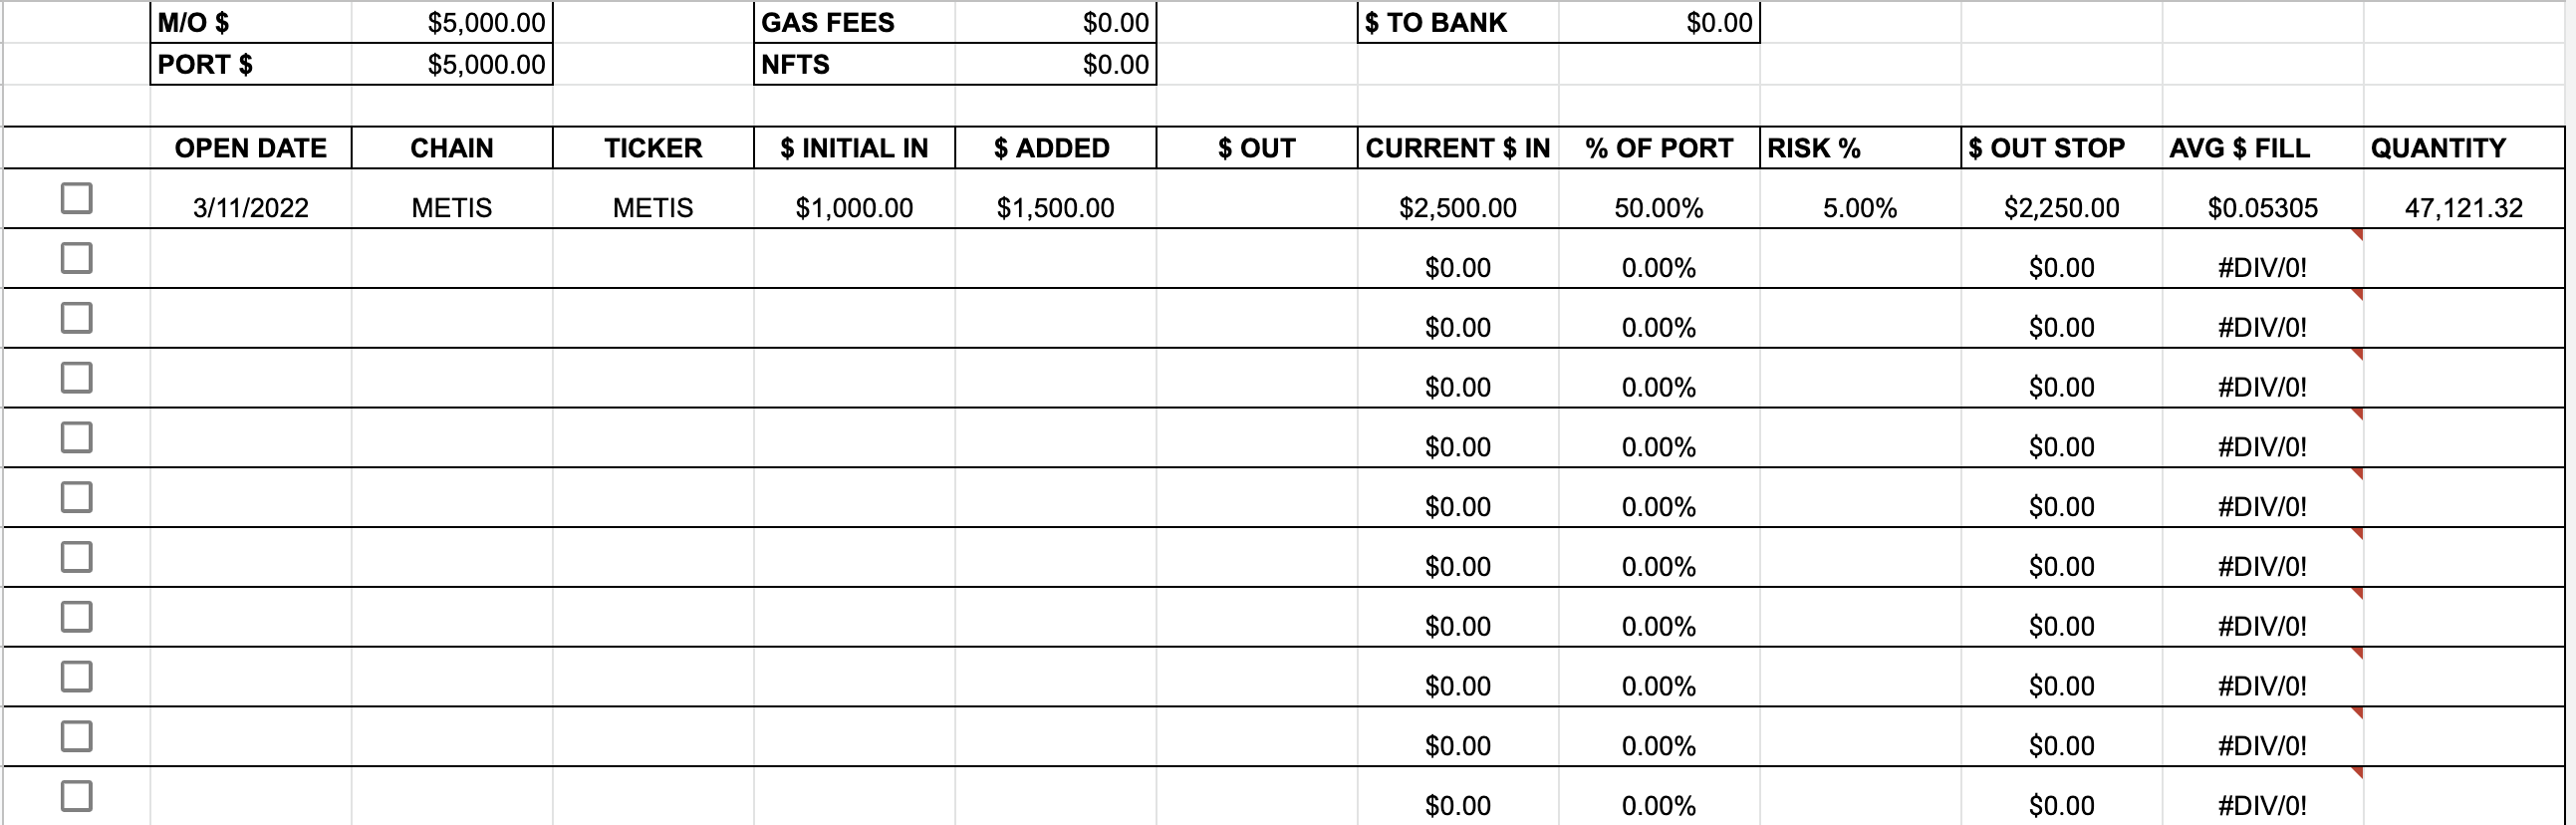 M/O $ $5,000.00 GAS FEES $0.00 $ TO BANK $0.00
PORT $ $5,000.00 NFTS $0.00
OPEN DATE CHAIN TICKER $ INITIAL IN $ ADDED $ OUT CURRENT $ IN % OF PORT RISK % $ OUT STOP AVG $ FILL QUANTITY
3/11/2022 METIS METIS $1,000.00 $1,500.00 $2,500.00 50.00% 5.00% $2,250.00 $0.05305 47,121.32
$0.00 0.00% $0.00 #DIV/0!
$0.00 0.00% $0.00 #DIV/0!
$0.00 0.00% $0.00 #DIV/0!
$0.00 0.00% $0.00 #DIV/0!
$0.00 0.00% $0.00 #DIV/0!
$0.00 0.00% $0.00 #DIV/0!
$0.00 0.00% $0.00 #DIV/0!
$0.00 0.00% $0.00 #DIV/0!
$0.00 0.00% $0.00 #DIV/0!
$0.00 0.00% $0.00 #DIV/0!